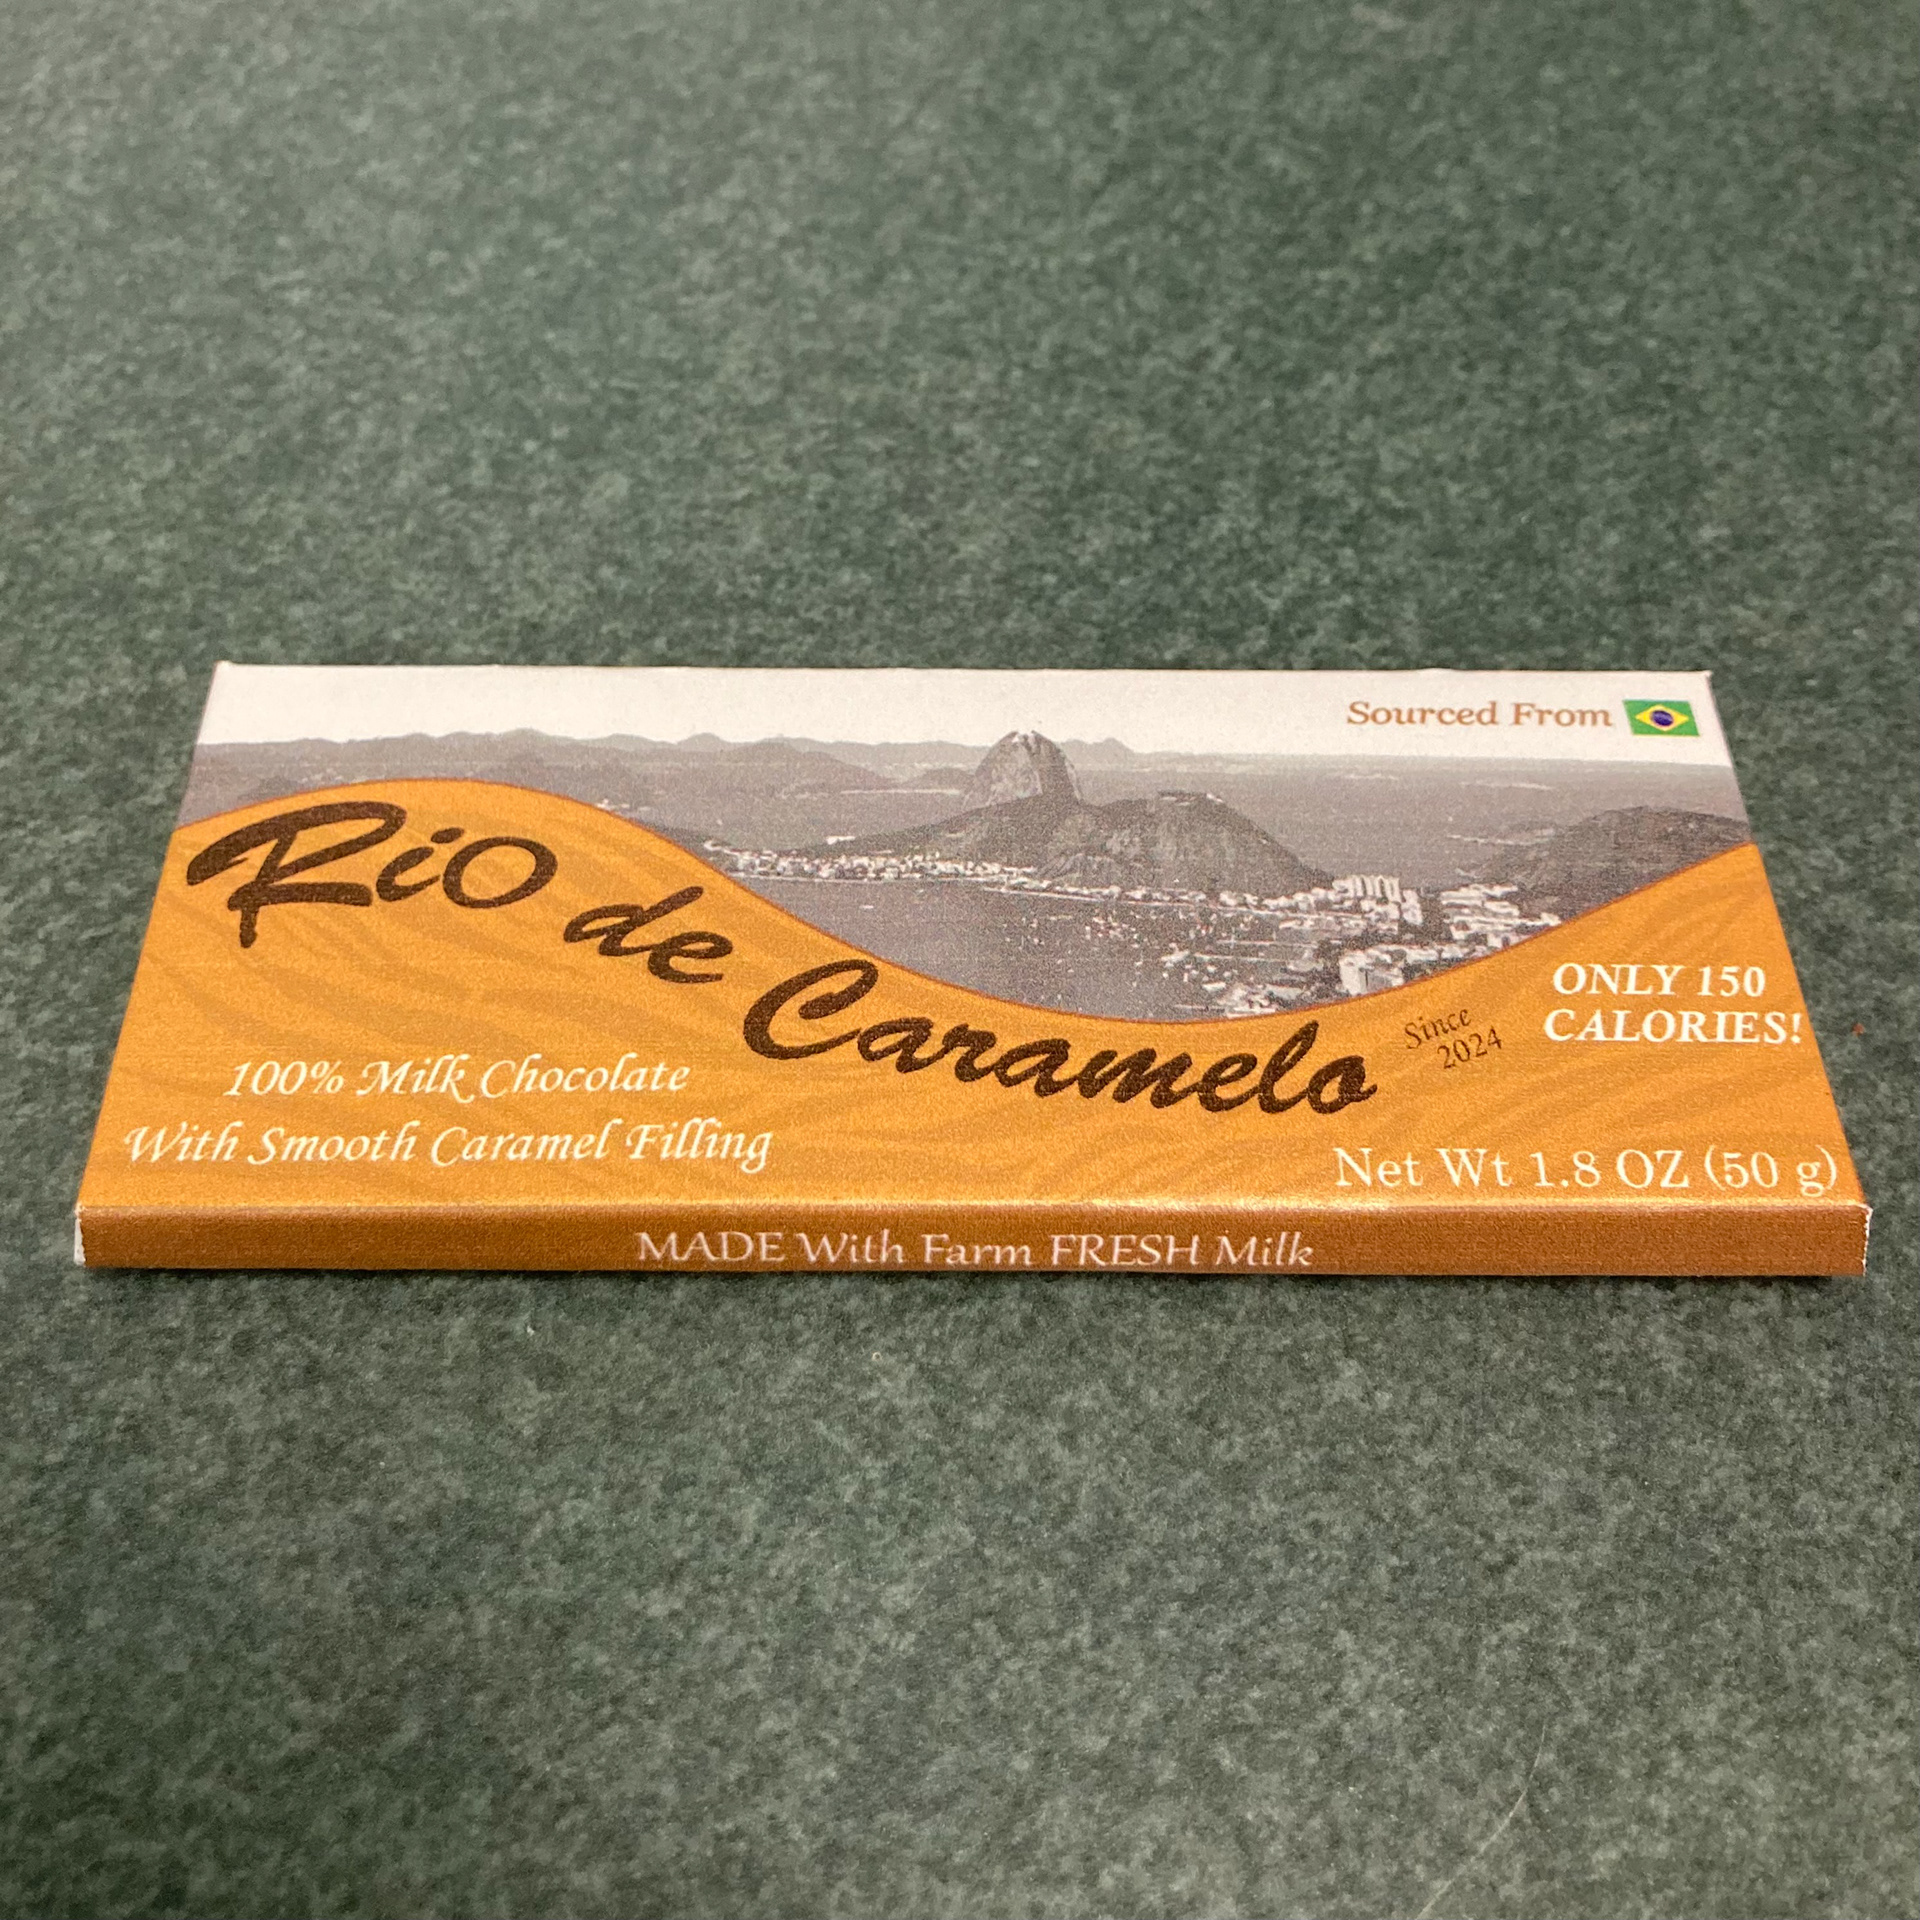 Sourced From
Rio de Caramelo
Since
2024
ONLY 150
CALORIES!
100% Milk Chocolate
With Smooth Caramel Filling
Net Wt 1.8 OZ (50 g)
MADE With Farm FRESH Milk